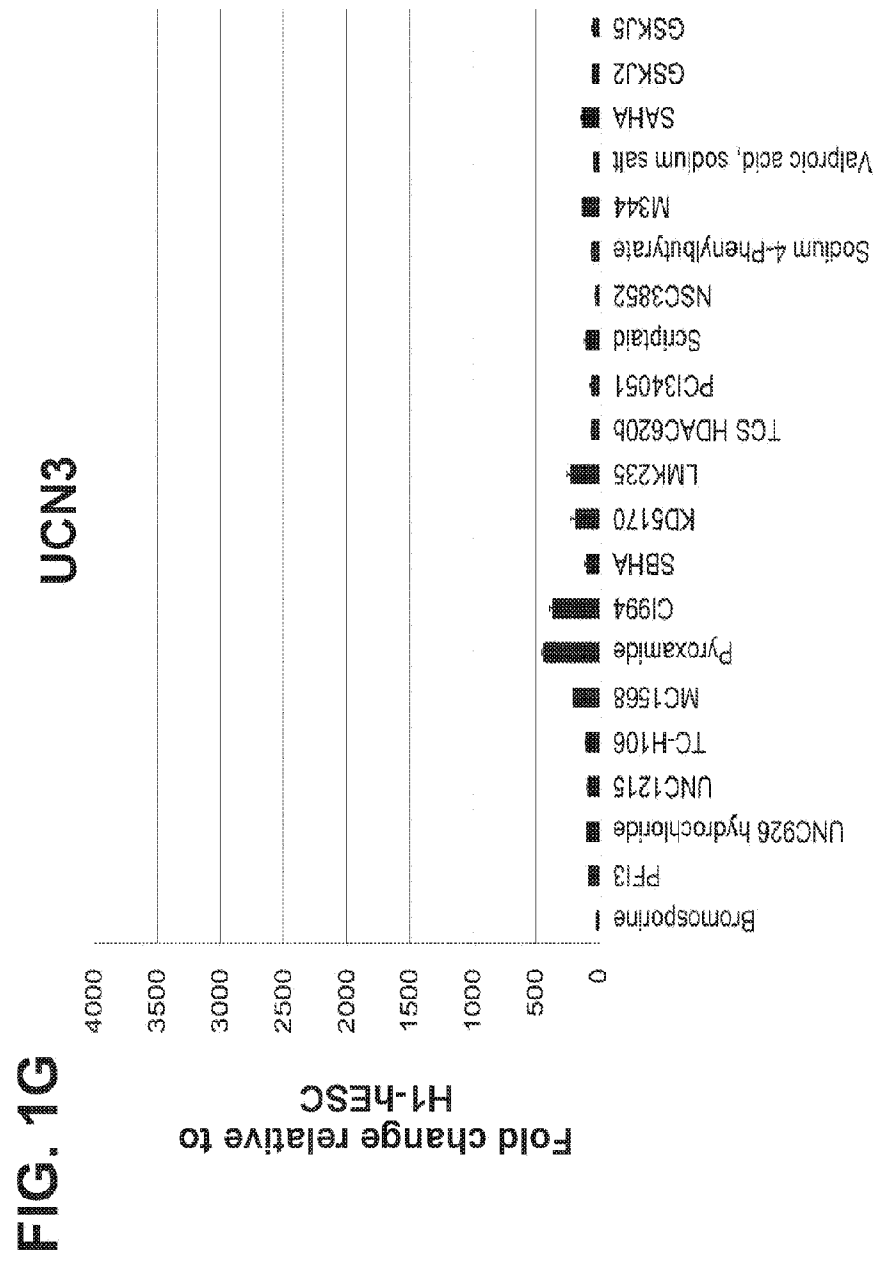 FIG. 1G
UCN3
Fold change relative to
H1-hESC
4000
3500
3000
2500
2000
1500
1000
500
0
Bromosporine
PFI3
UNC926 hydrochloride
UNC1215
TC-H106
MC1568
Pyroxamide
CI994
SBHA
KD5170
LMK235
TCS HDAC620b
PCI34051
Scriptaid
NSC3852
Sodium 4-Phenylbutyrate
M344
Valproic acid, sodium salt
SAHA
GSKJ2
GSKJ5